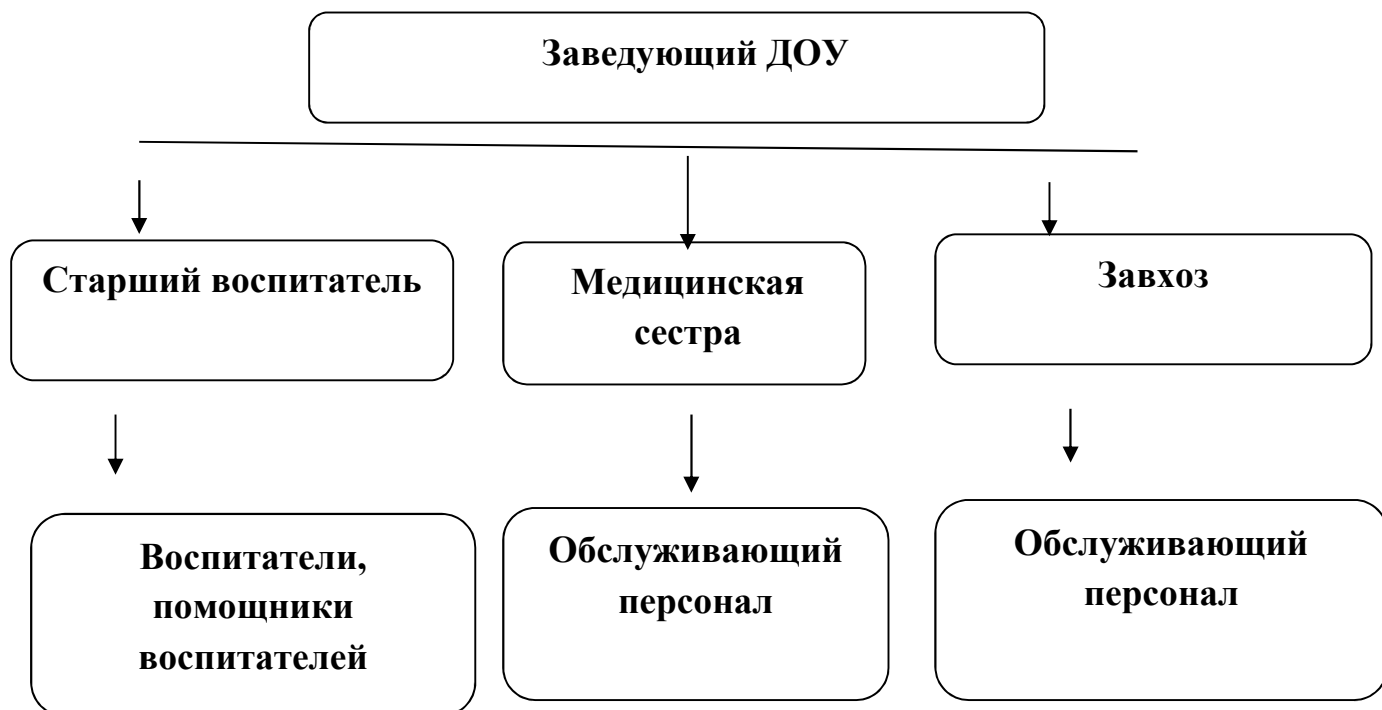 Заведующий ДОУ
Старший воспитатель
Медицинская
сестра
Завхоз
Воспитатели,
помощники
воспитателей
Обслуживающий
персонал
Обслуживающий
персонал